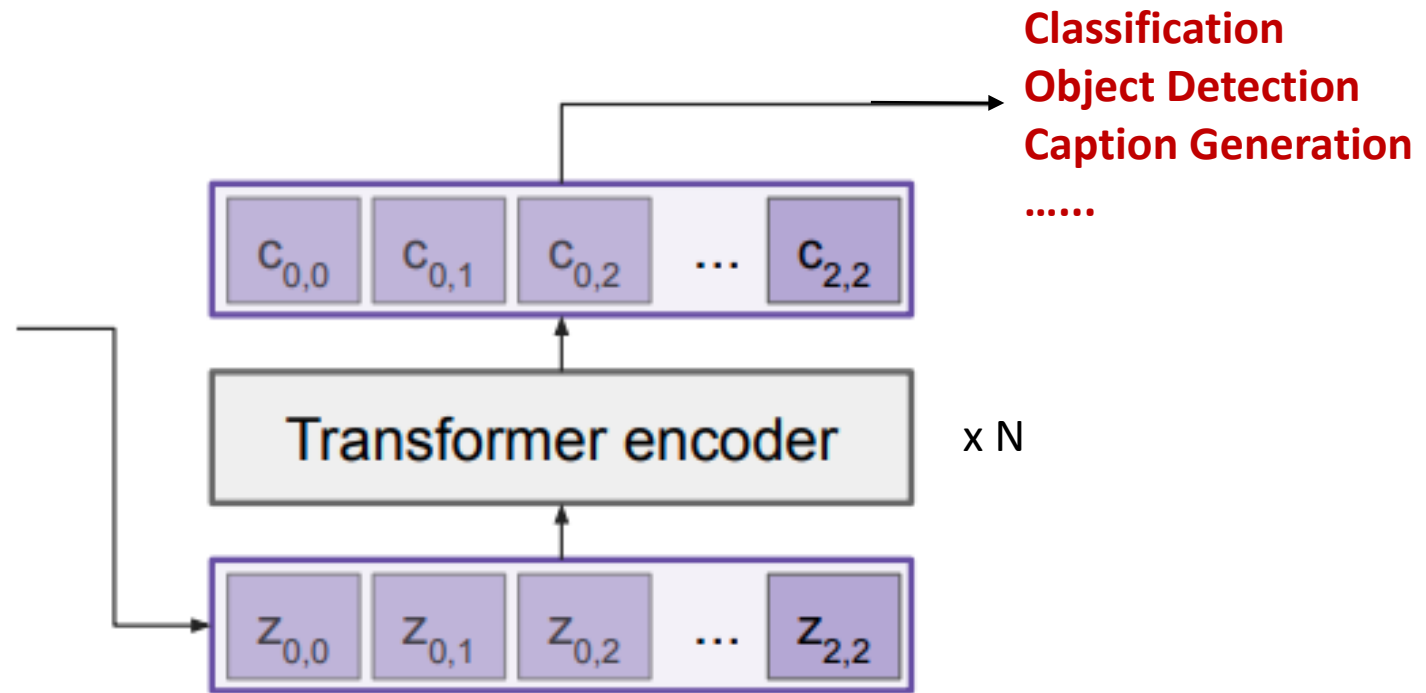 Classification
Object Detection
Caption Generation
......
c0,0 c0,1 c0,2 ... c2,2
Transformer encoder x N
z0,0 z0,1 z0,2 ... z2,2